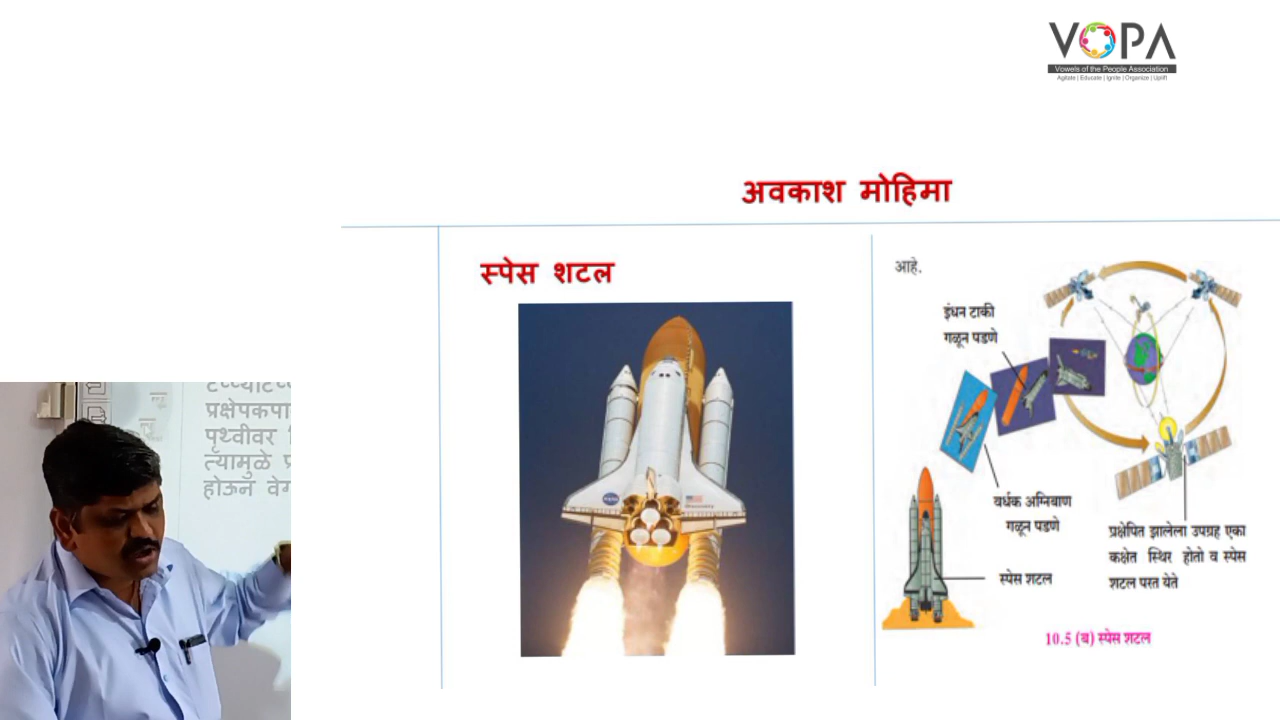 VOPA
Vowels of the People Association
Agitate | Educate | Ignite | Organize | Uplift
अवकाश मोहिमा
स्पेस शटल
आहे.
इंधन टाकी
गळून पडणे
वर्धक अग्निबाण
गळून पडणे
स्पेस शटल
प्रक्षेपित झालेला उपग्रह एका
कक्षेत स्थिर होतो व स्पेस
शटल परत येते
10.5 (ब) स्पेस शटल
प्रक्षेपकपा
पृथ्वीवर
त्यामुळे
होऊन वेग